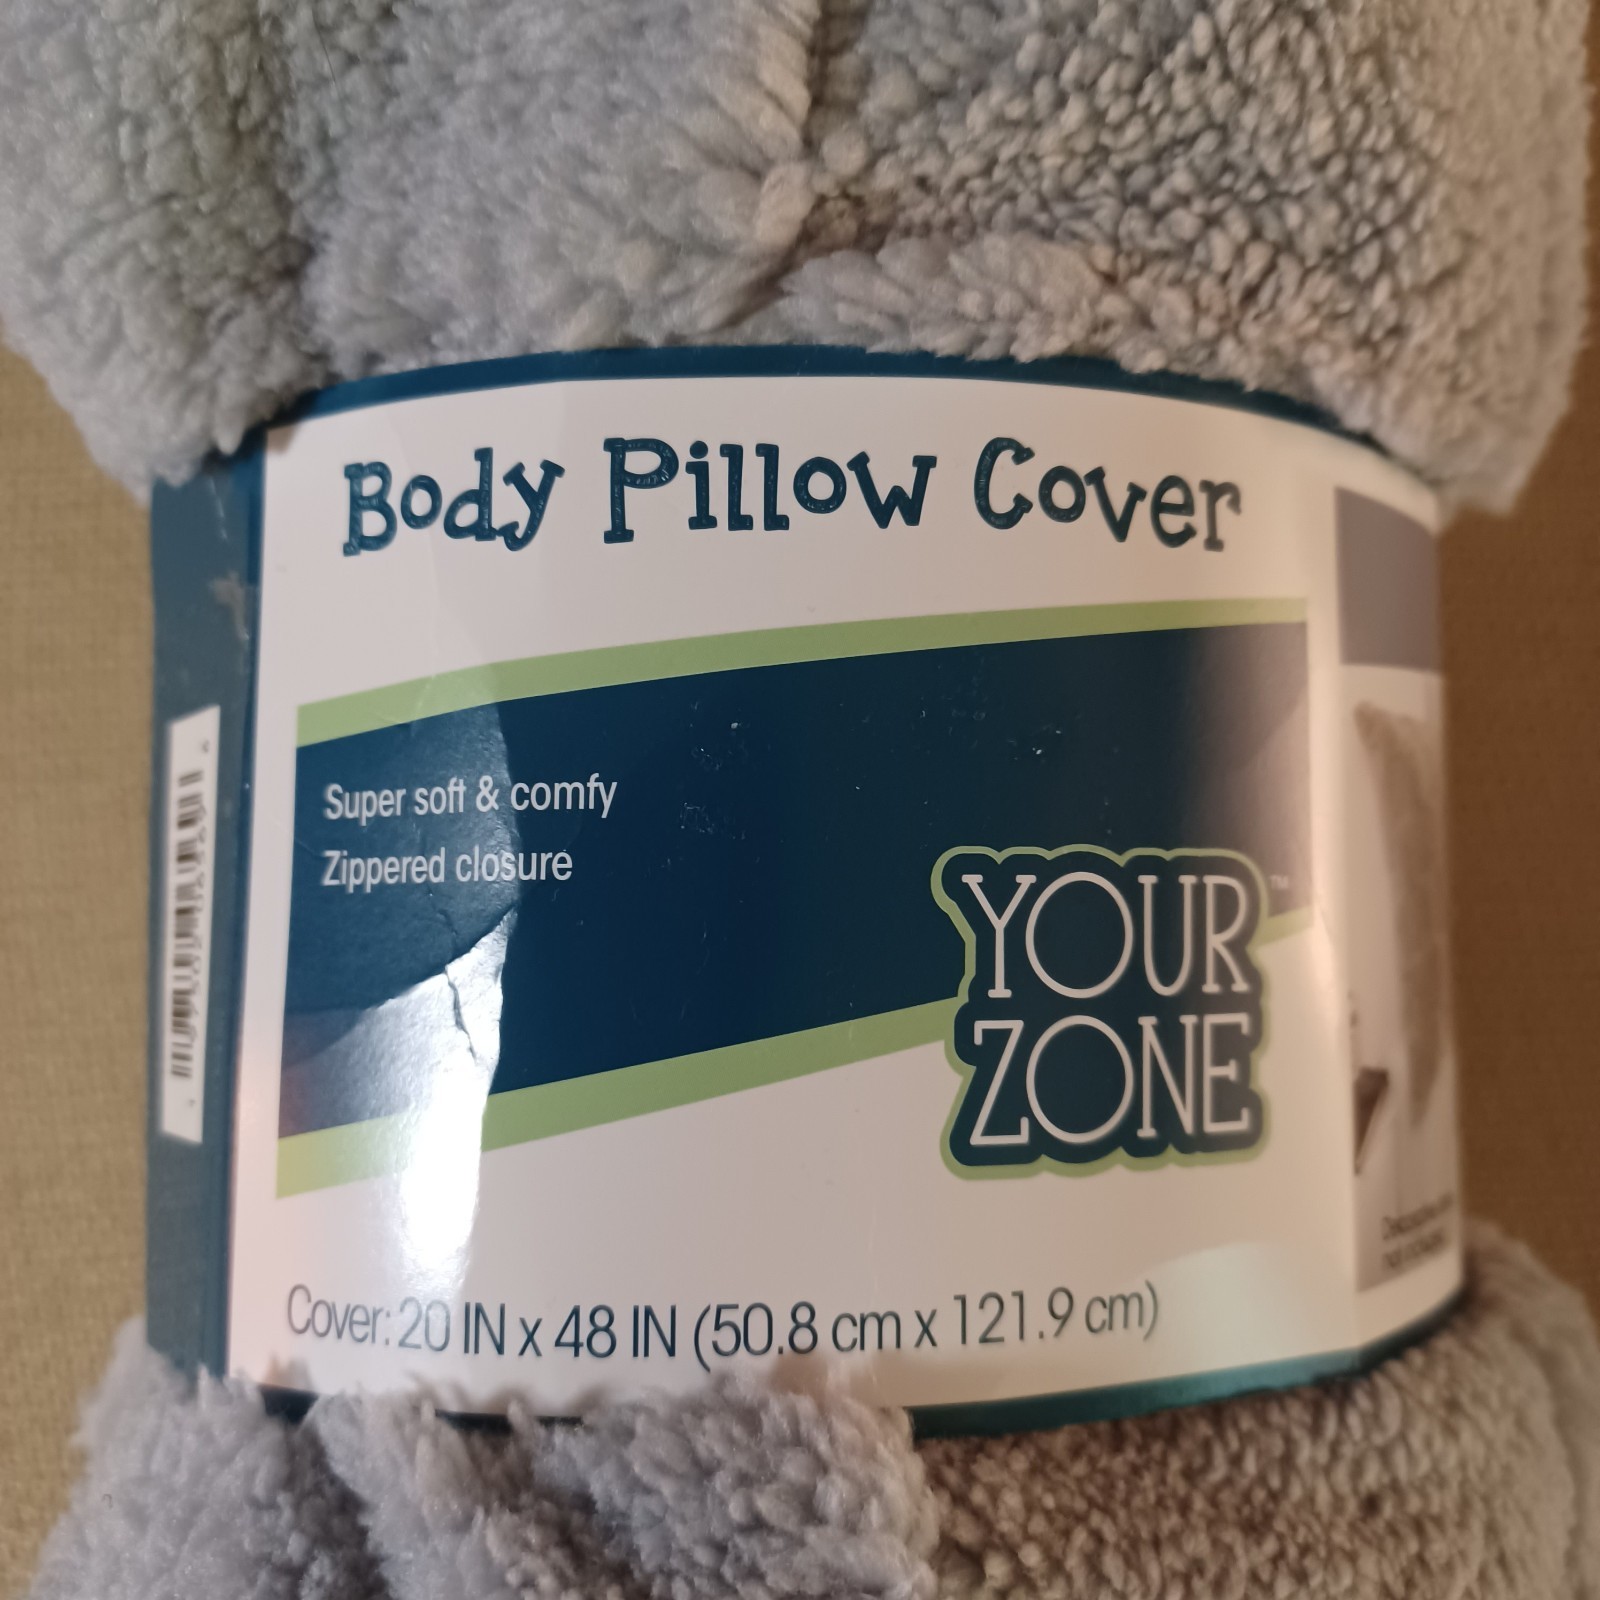 Body Pillow Cover
Super soft & comfy
Zippered closure
YOUR
ZONE
™
Cover: 20 IN x 48 IN (50.8 cm x 121.9 cm)